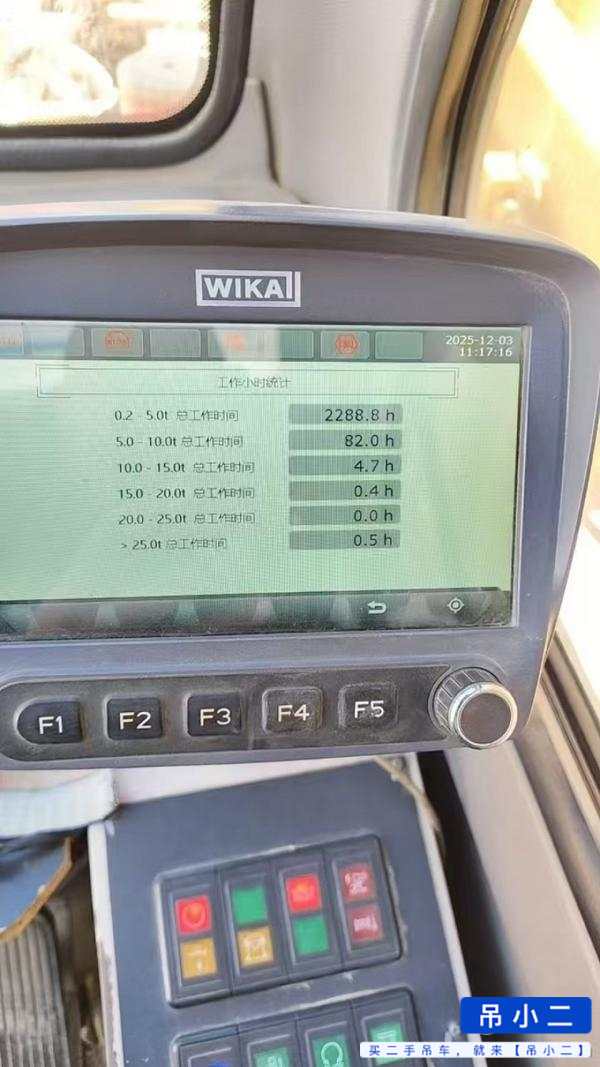 WIKA
2025-12-03
11:17:16
工作小时统计
0.2 - 5.0t 总工作时间 2288.8 h
5.0 - 10.0t 总工作时间 82.0 h
10.0 - 15.0t 总工作时间 4.7 h
15.0 - 20.0t 总工作时间 0.4 h
20.0 - 25.0t 总工作时间 0.0 h
> 25.0t 总工作时间 0.5 h
F1 F2 F3 F4 F5
吊小二
买二手吊车，就来【吊小二】